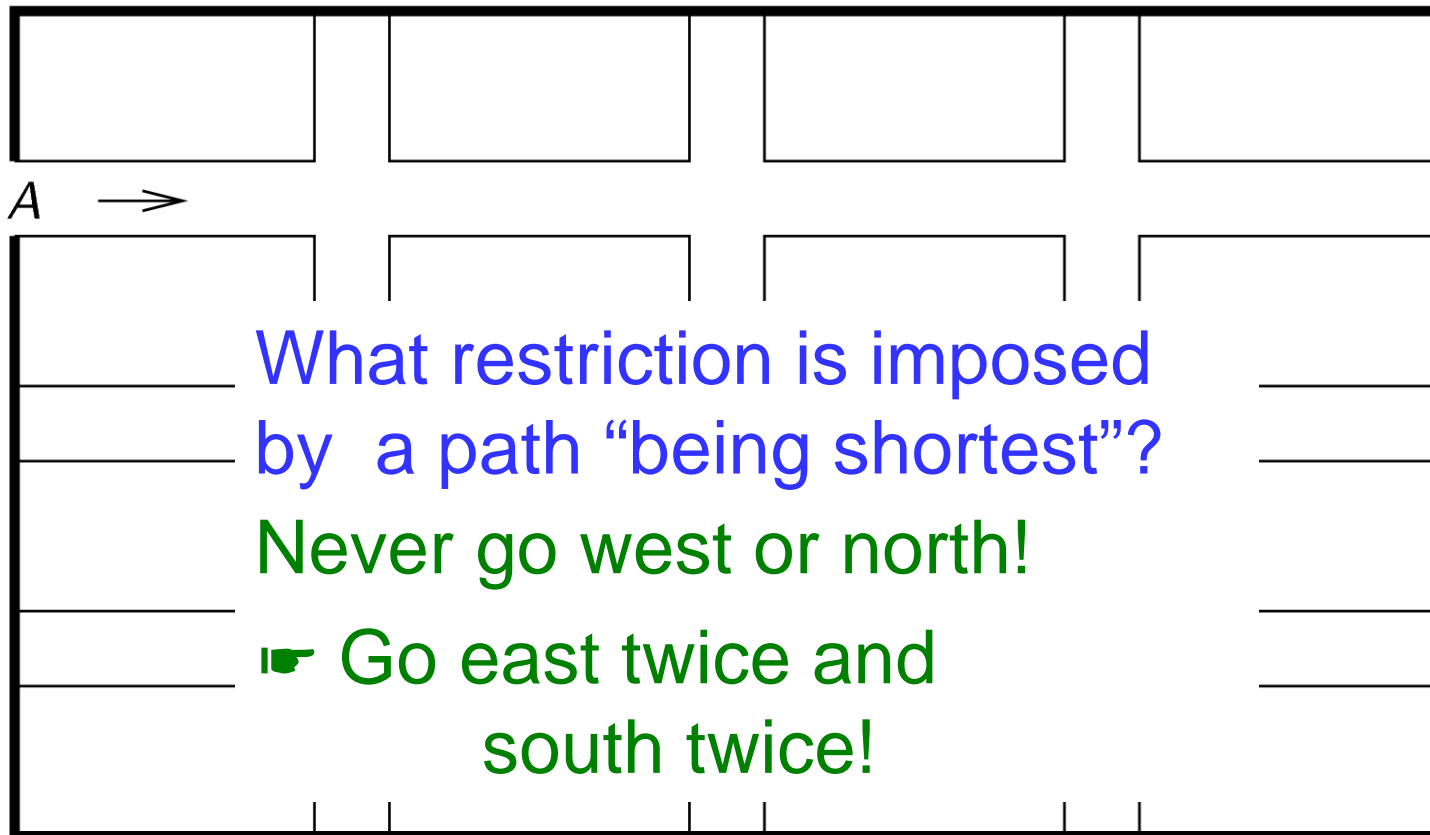 A
What restriction is imposed
by a path “being shortest”?
Never go west or north!
☛ Go east twice and
south twice!